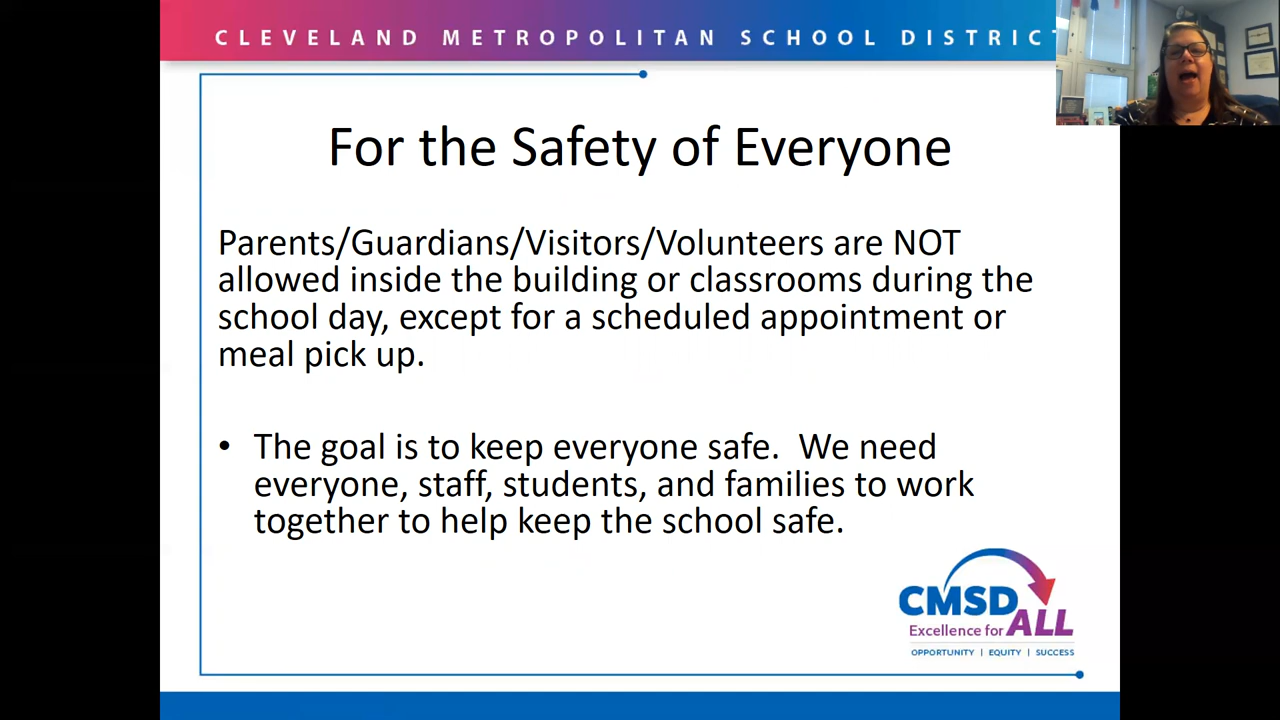 CLEVELAND METROPOLITAN SCHOOL DISTRICT
For the Safety of Everyone
Parents/Guardians/Visitors/Volunteers are NOT
allowed inside the building or classrooms during the
school day, except for a scheduled appointment or
meal pick up.
• The goal is to keep everyone safe.  We need
everyone, staff, students, and families to work
together to help keep the school safe.
CMSD
Excellence for ALL
OPPORTUNITY | EQUITY | SUCCESS